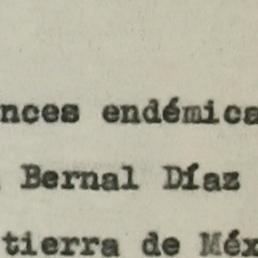 nces endémica
Bernal Díaz
tierra de Méx